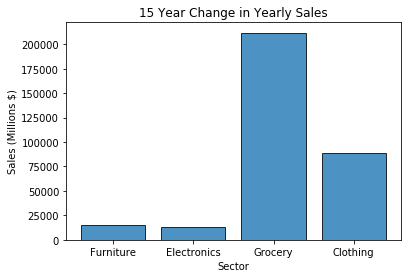 15 Year Change in Yearly Sales
Sales (Millions $)
200000
175000
150000
125000
100000
75000
50000
25000
0
Furniture Electronics Grocery Clothing
Sector